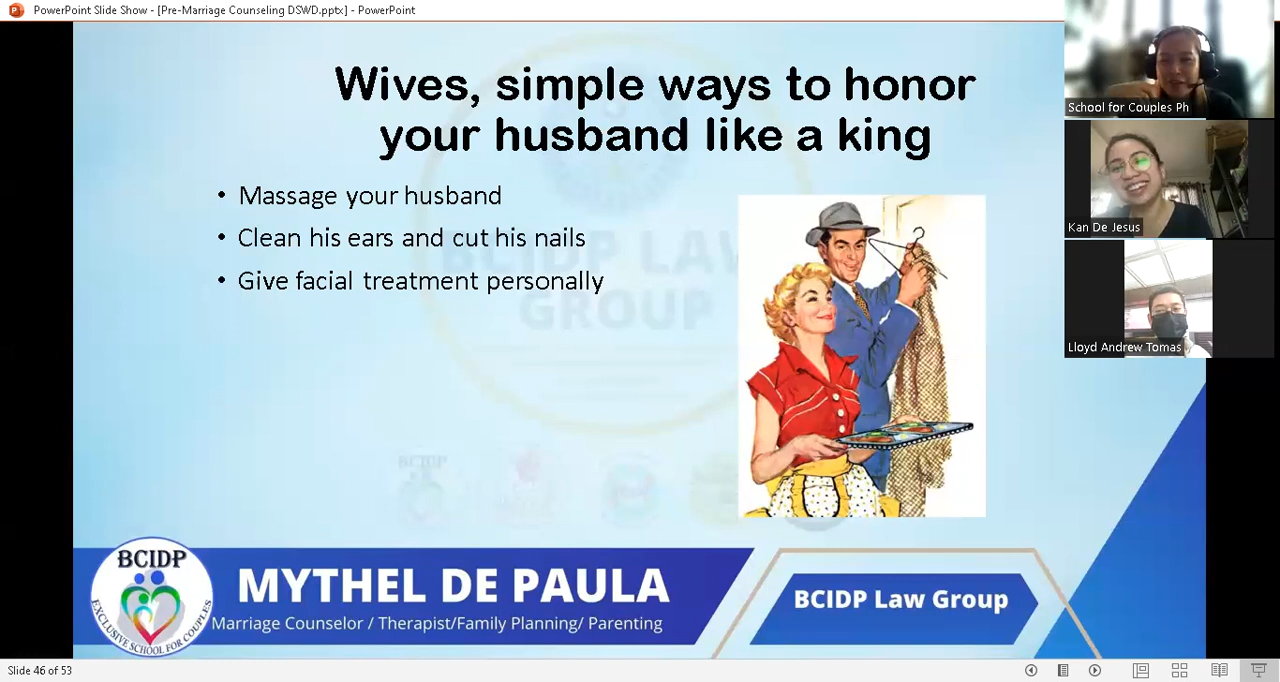 PowerPoint Slide Show - [Pre-Marriage Counseling DSWD.pptx] - PowerPoint
Wives, simple ways to honor
your husband like a king
• Massage your husband
• Clean his ears and cut his nails
• Give facial treatment personally
BCIDP LAW
GROUP
School for Couples Ph
Kan De Jesus
Lloyd Andrew Tomas
BCIDP
EXCLUSIVE SCHOOL FOR COUPLES
MYTHEL DE PAULA
Marriage Counselor / Therapist/Family Planning/ Parenting
BCIDP Law Group
Slide 46 of 53